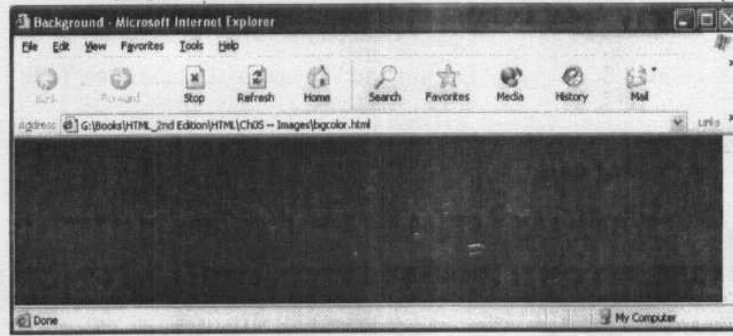 Background - Microsoft Internet Explorer
File Edit View Favorites Tools Help
Back Forward Stop Refresh Home Search Favorites Media History Mail
Address G:\Books\HTML_2nd Edition\HTML\Ch05 -- Images\bgcolor.html Links
Done My Computer